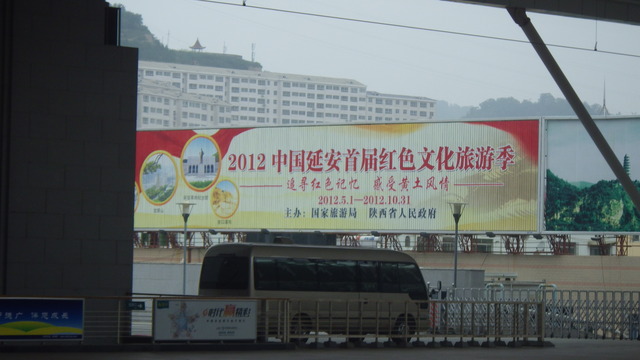 2012 中国延安首届红色文化旅游季
追寻红色记忆 感受黄土风情
2012.5.1—2012.10.31
主办：国家旅游局 陕西省人民政府